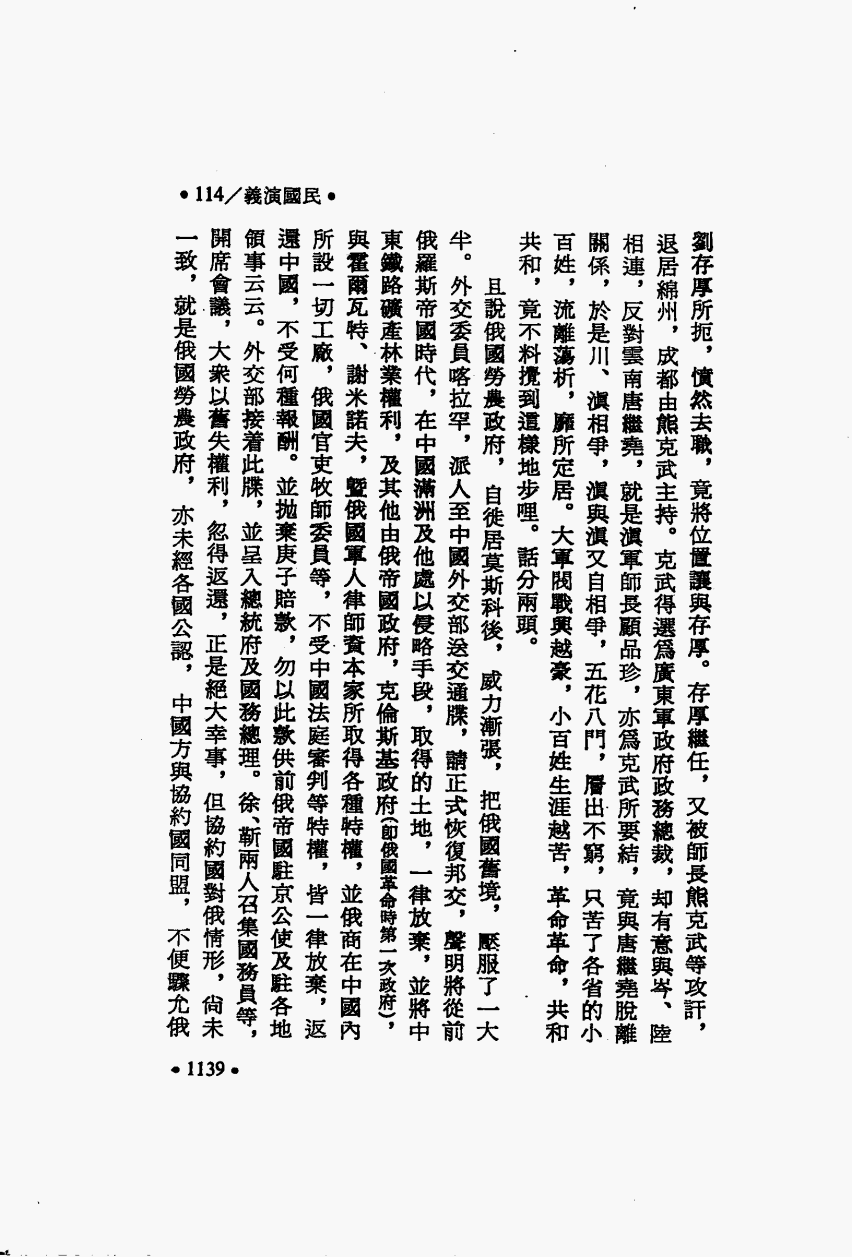 •114／義演國民•
劉存厚所扼，憤然去職，竟將位置讓與存厚。存厚繼任，又被師長熊克武等攻訐，
退居綿州，成都由熊克武主持。克武得選爲廣東軍政府政務總裁，却有意與岑、陸
相連，反對雲南唐繼堯，就是滇軍師長顧品珍，亦爲克武所要結，竟與唐繼堯脫離
關係，於是川、滇相爭，滇與滇又自相爭，五花八門，層出不窮，只苦了各省的小
百姓，流離蕩析，靡所定居。大軍閥戰興越豪，小百姓生涯越苦，革命革命，共和
共和，竟不料攪到這樣地步哩。話分兩頭。
且說俄國勞農政府，自徙居莫斯科後，威力漸張，把俄國舊境，壓服了一大
半。外交委員喀拉罕，派人至中國外交部送交通牒，請正式恢復邦交，聲明將從前
俄羅斯帝國時代，在中國滿洲及他處以侵略手段，取得的土地，一律放棄，並將中
東鐵路礦產林業權利，及其他由俄帝國政府，克倫斯基政府（卽俄國革命時第一次政府），
與霍爾瓦特、謝米諾夫，暨俄國軍人律師資本家所取得各種特權，並俄商在中國內
所設一切工廠，俄國官吏牧師委員等，不受中國法庭審判等特權，皆一律放棄，返
還中國，不受何種報酬。並拋棄庚子賠款，勿以此款供前俄帝國駐京公使及駐各地
領事云云。外交部接着此牒，並呈入總統府及國務總理。徐、靳兩人召集國務員等，
開席會議，大衆以舊失權利，忽得返還，正是絕大幸事，但協約國對俄情形，尙未
一致，就是俄國勞農政府，亦未經各國公認，中國方與協約國同盟，不便驟允俄
•1139•